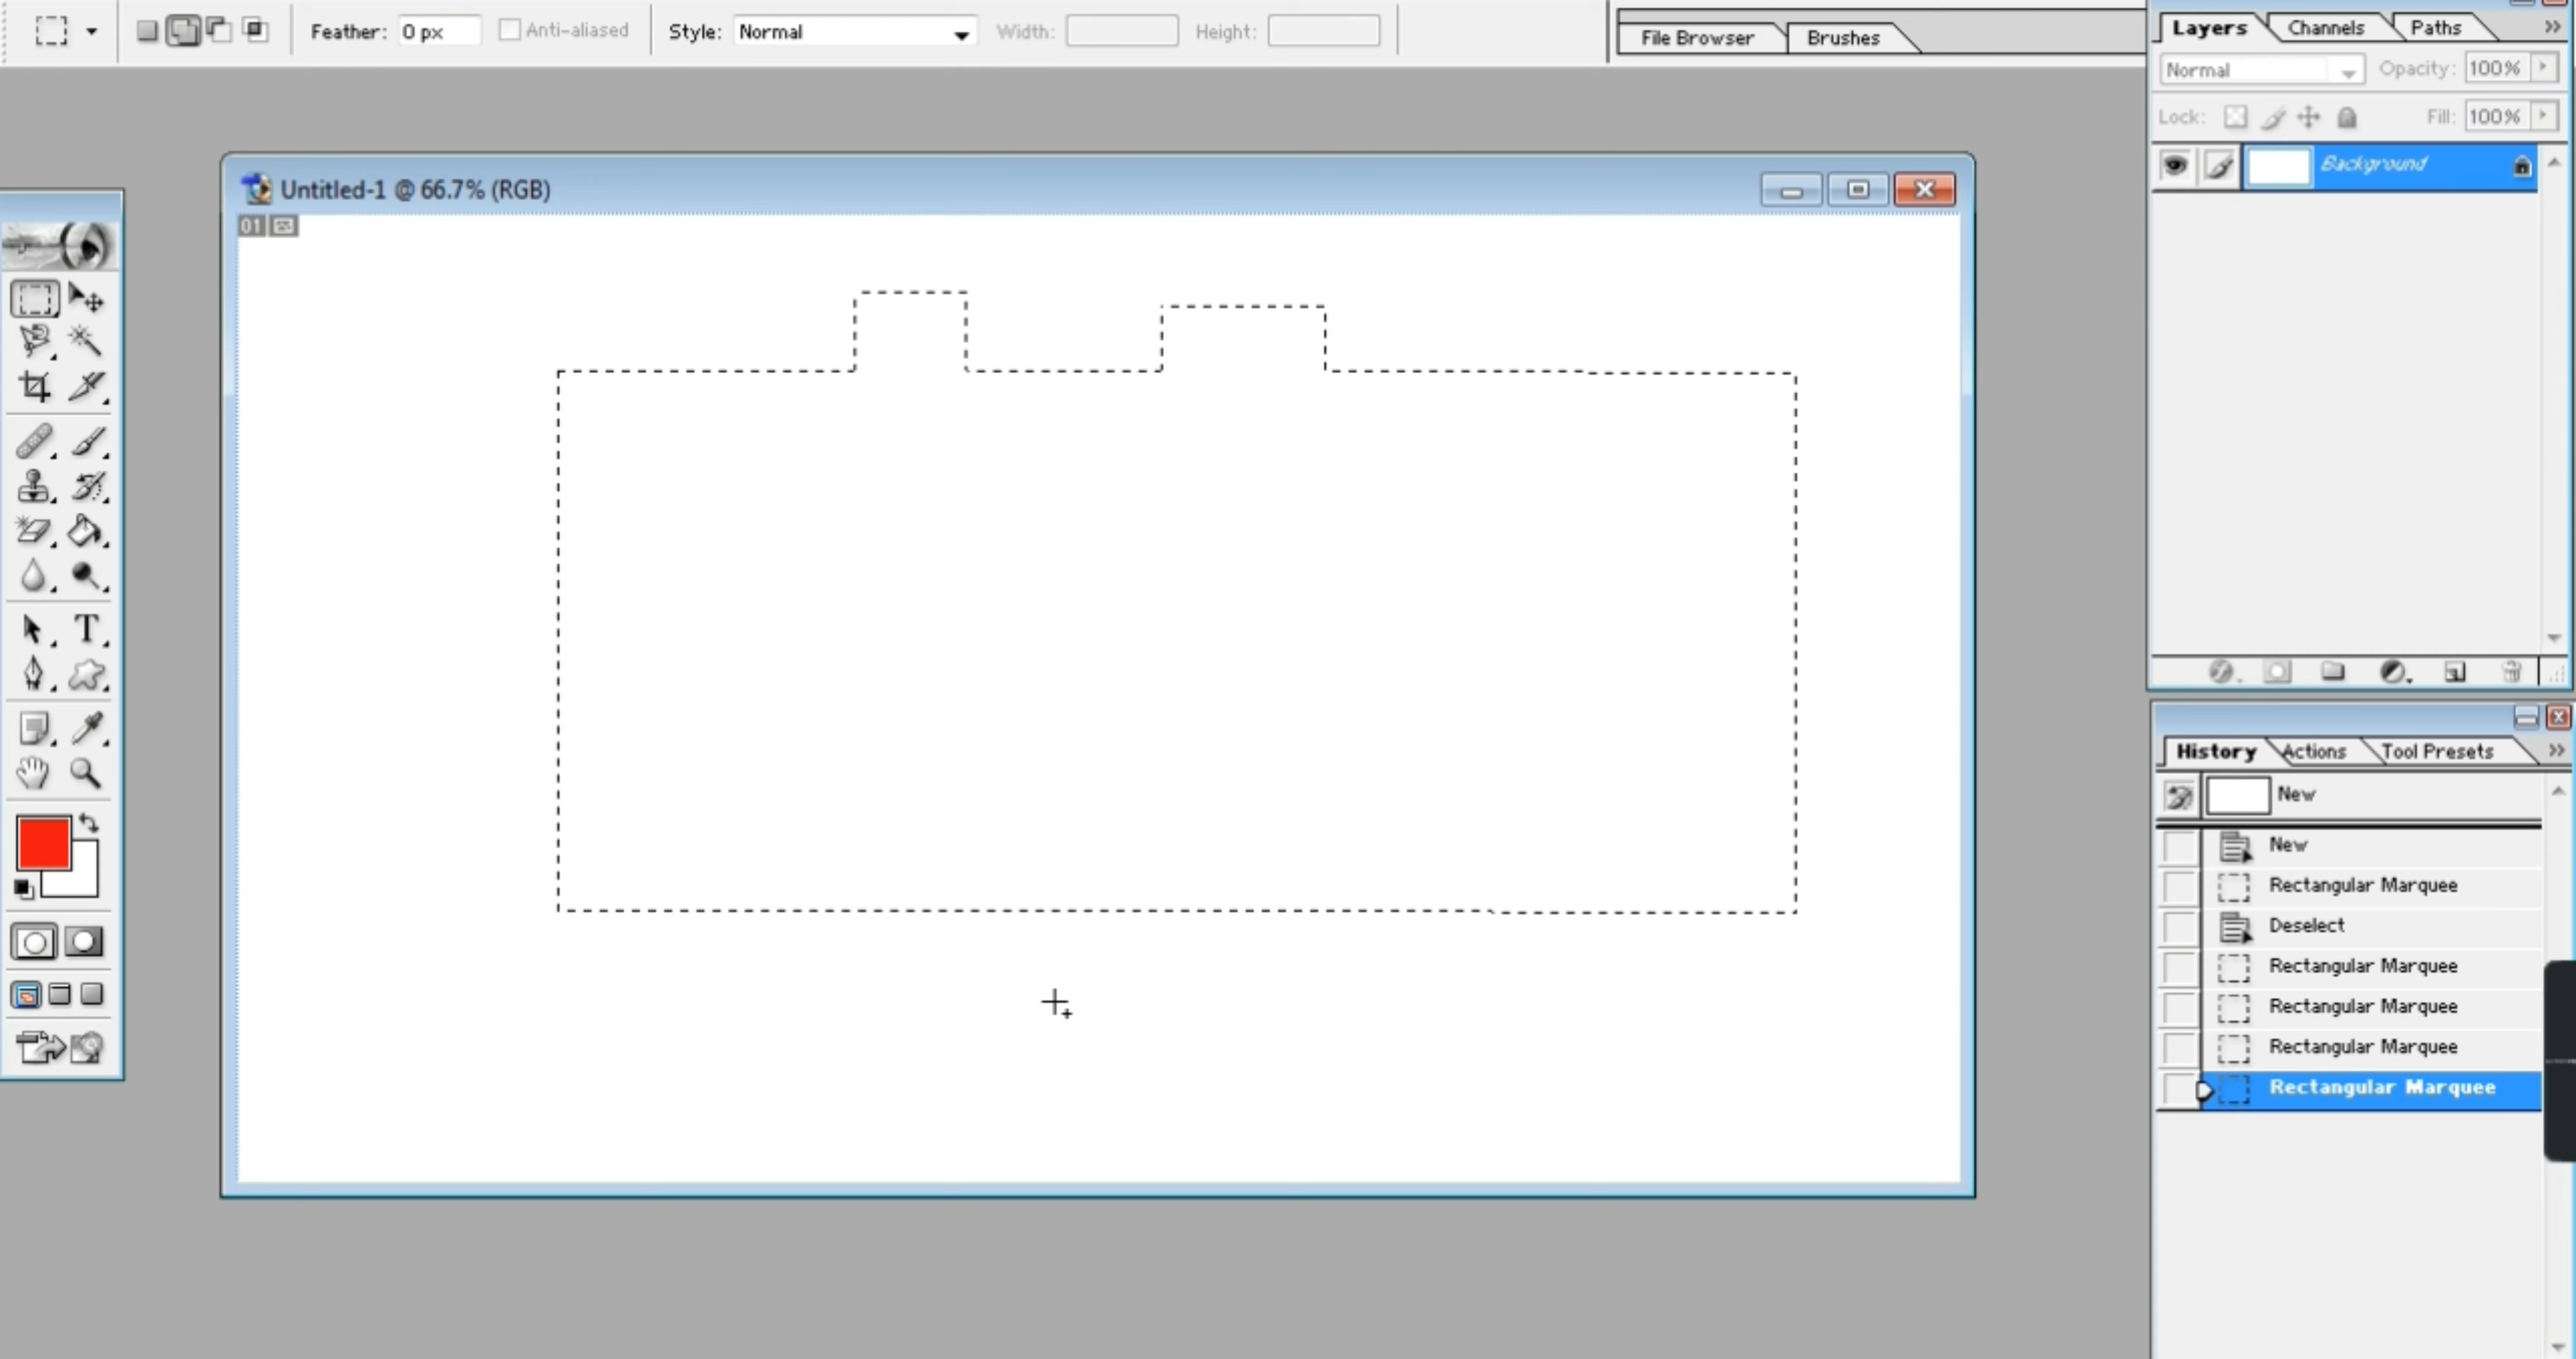 Feather: 0 px Anti-aliased Style: Normal Width: Height:
File Browser Brushes
Layers Channels Paths
Normal Opacity: 100%
Lock: Fill: 100%
Background
Untitled-1 @ 66.7% (RGB)
01
T
History Actions Tool Presets
New
New
Rectangular Marquee
Deselect
Rectangular Marquee
Rectangular Marquee
Rectangular Marquee
Rectangular Marquee